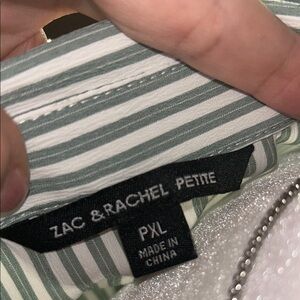 ZAC & RACHEL PETITE
PXL
MADE IN
CHINA